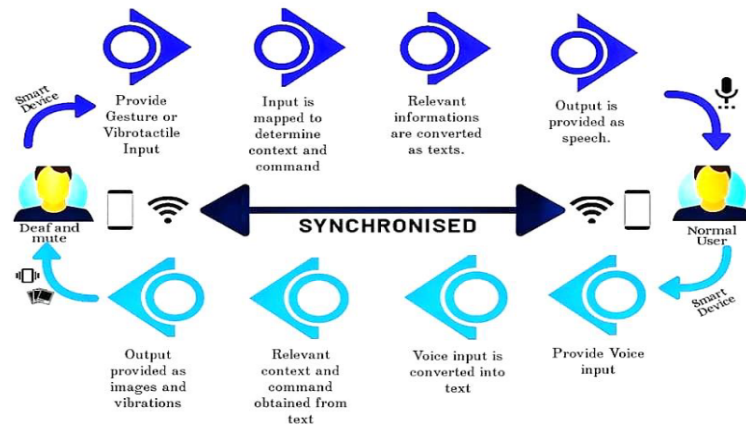 Smart Device
Provide
Gesture or
Vibrotactile
Input
Input is
mapped to
determine
context and
command
Relevant
informations
are converted
as texts.
Output is
provided as
speech.
Deaf and
mute
SYNCHRONISED
Normal
User
Smart
Device
Output
provided as
images and
vibrations
Relevant
context and
command
obtained from
text
Voice input is
converted into
text
Provide Voice
input